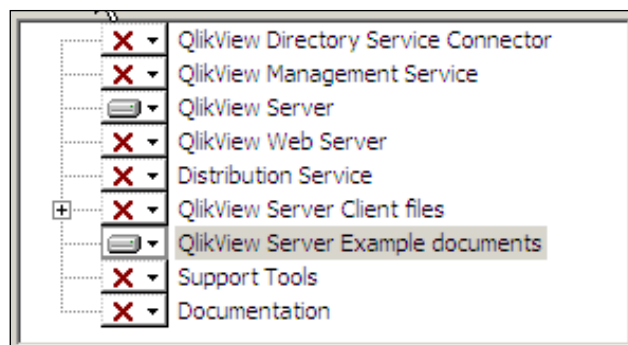 QlikView Directory Service Connector
QlikView Management Service
QlikView Server
QlikView Web Server
Distribution Service
QlikView Server Client files
QlikView Server Example documents
Support Tools
Documentation